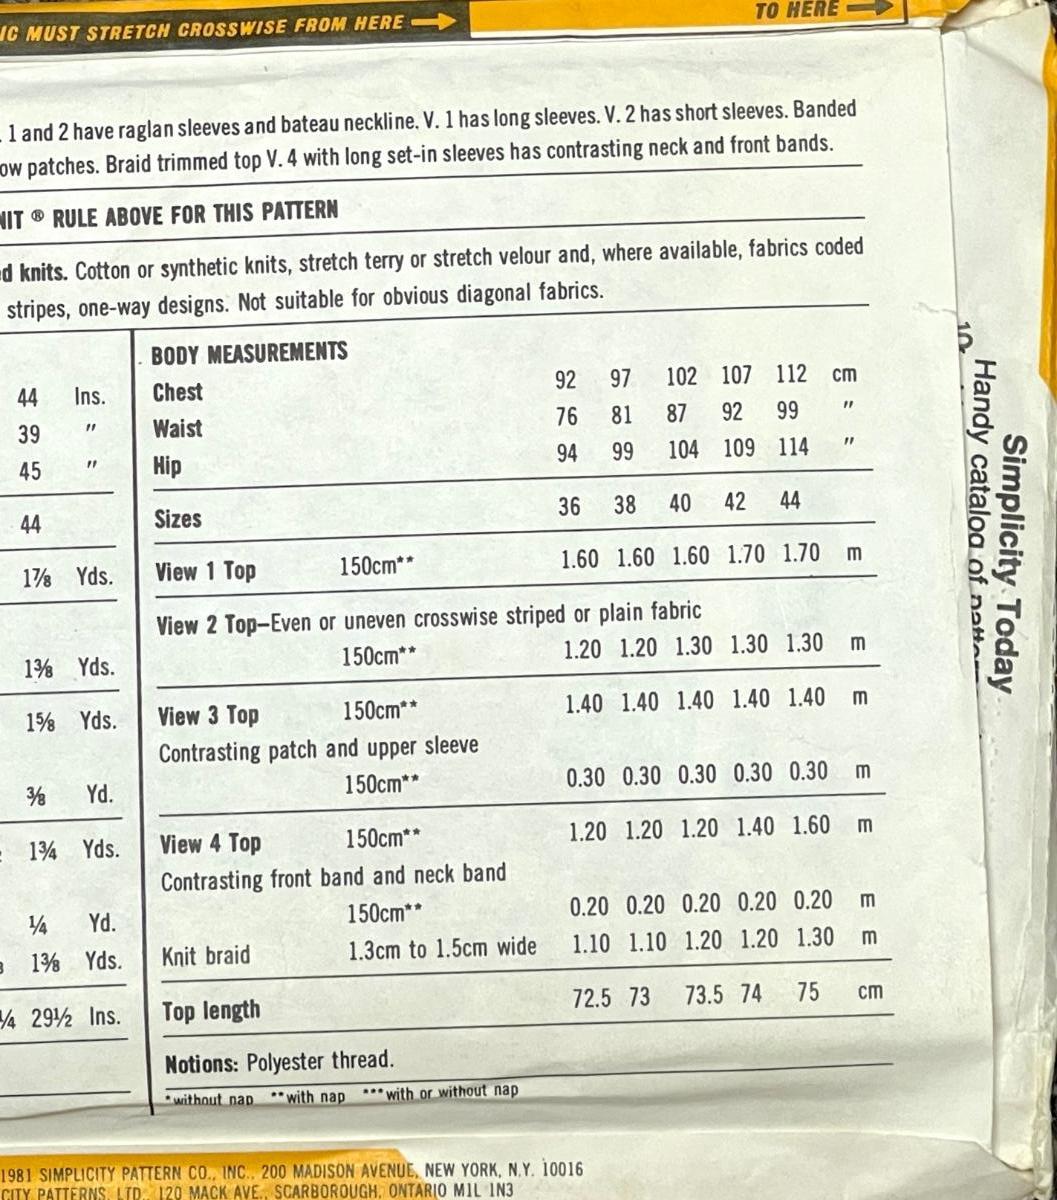 IC MUST STRETCH CROSSWISE FROM HERE
TO HERE
1 and 2 have raglan sleeves and bateau neckline. V. 1 has long sleeves. V. 2 has short sleeves. Banded
ow patches. Braid trimmed top V. 4 with long set-in sleeves has contrasting neck and front bands.
NIT ® RULE ABOVE FOR THIS PATTERN
d knits. Cotton or synthetic knits, stretch terry or stretch velour and, where available, fabrics coded
stripes, one-way designs. Not suitable for obvious diagonal fabrics.
44 Ins.
39 "
45 "
44
1⅞ Yds.
1⅜ Yds.
1⅝ Yds.
⅜ Yd.
1¾ Yds.
¼ Yd.
1⅜ Yds.
¼ 29½ Ins.
BODY MEASUREMENTS
Chest 92 97 102 107 112 cm
Waist 76 81 87 92 99 "
Hip 94 99 104 109 114 "
Sizes 36 38 40 42 44
View 1 Top 150cm** 1.60 1.60 1.60 1.70 1.70 m
View 2 Top–Even or uneven crosswise striped or plain fabric
150cm** 1.20 1.20 1.30 1.30 1.30 m
View 3 Top 150cm** 1.40 1.40 1.40 1.40 1.40 m
Contrasting patch and upper sleeve
150cm** 0.30 0.30 0.30 0.30 0.30 m
View 4 Top 150cm** 1.20 1.20 1.20 1.40 1.60 m
Contrasting front band and neck band
150cm** 0.20 0.20 0.20 0.20 0.20 m
Knit braid 1.3cm to 1.5cm wide 1.10 1.10 1.20 1.20 1.30 m
Top length 72.5 73 73.5 74 75 cm
Notions: Polyester thread.
*without nap **with nap ***with or without nap
Simplicity Today
Handy catalog of
1981 SIMPLICITY PATTERN CO., INC., 200 MADISON AVENUE, NEW YORK, N.Y. 10016
CITY PATTERNS, LTD., 120 MACK AVE., SCARBOROUGH, ONTARIO M1L 1N3